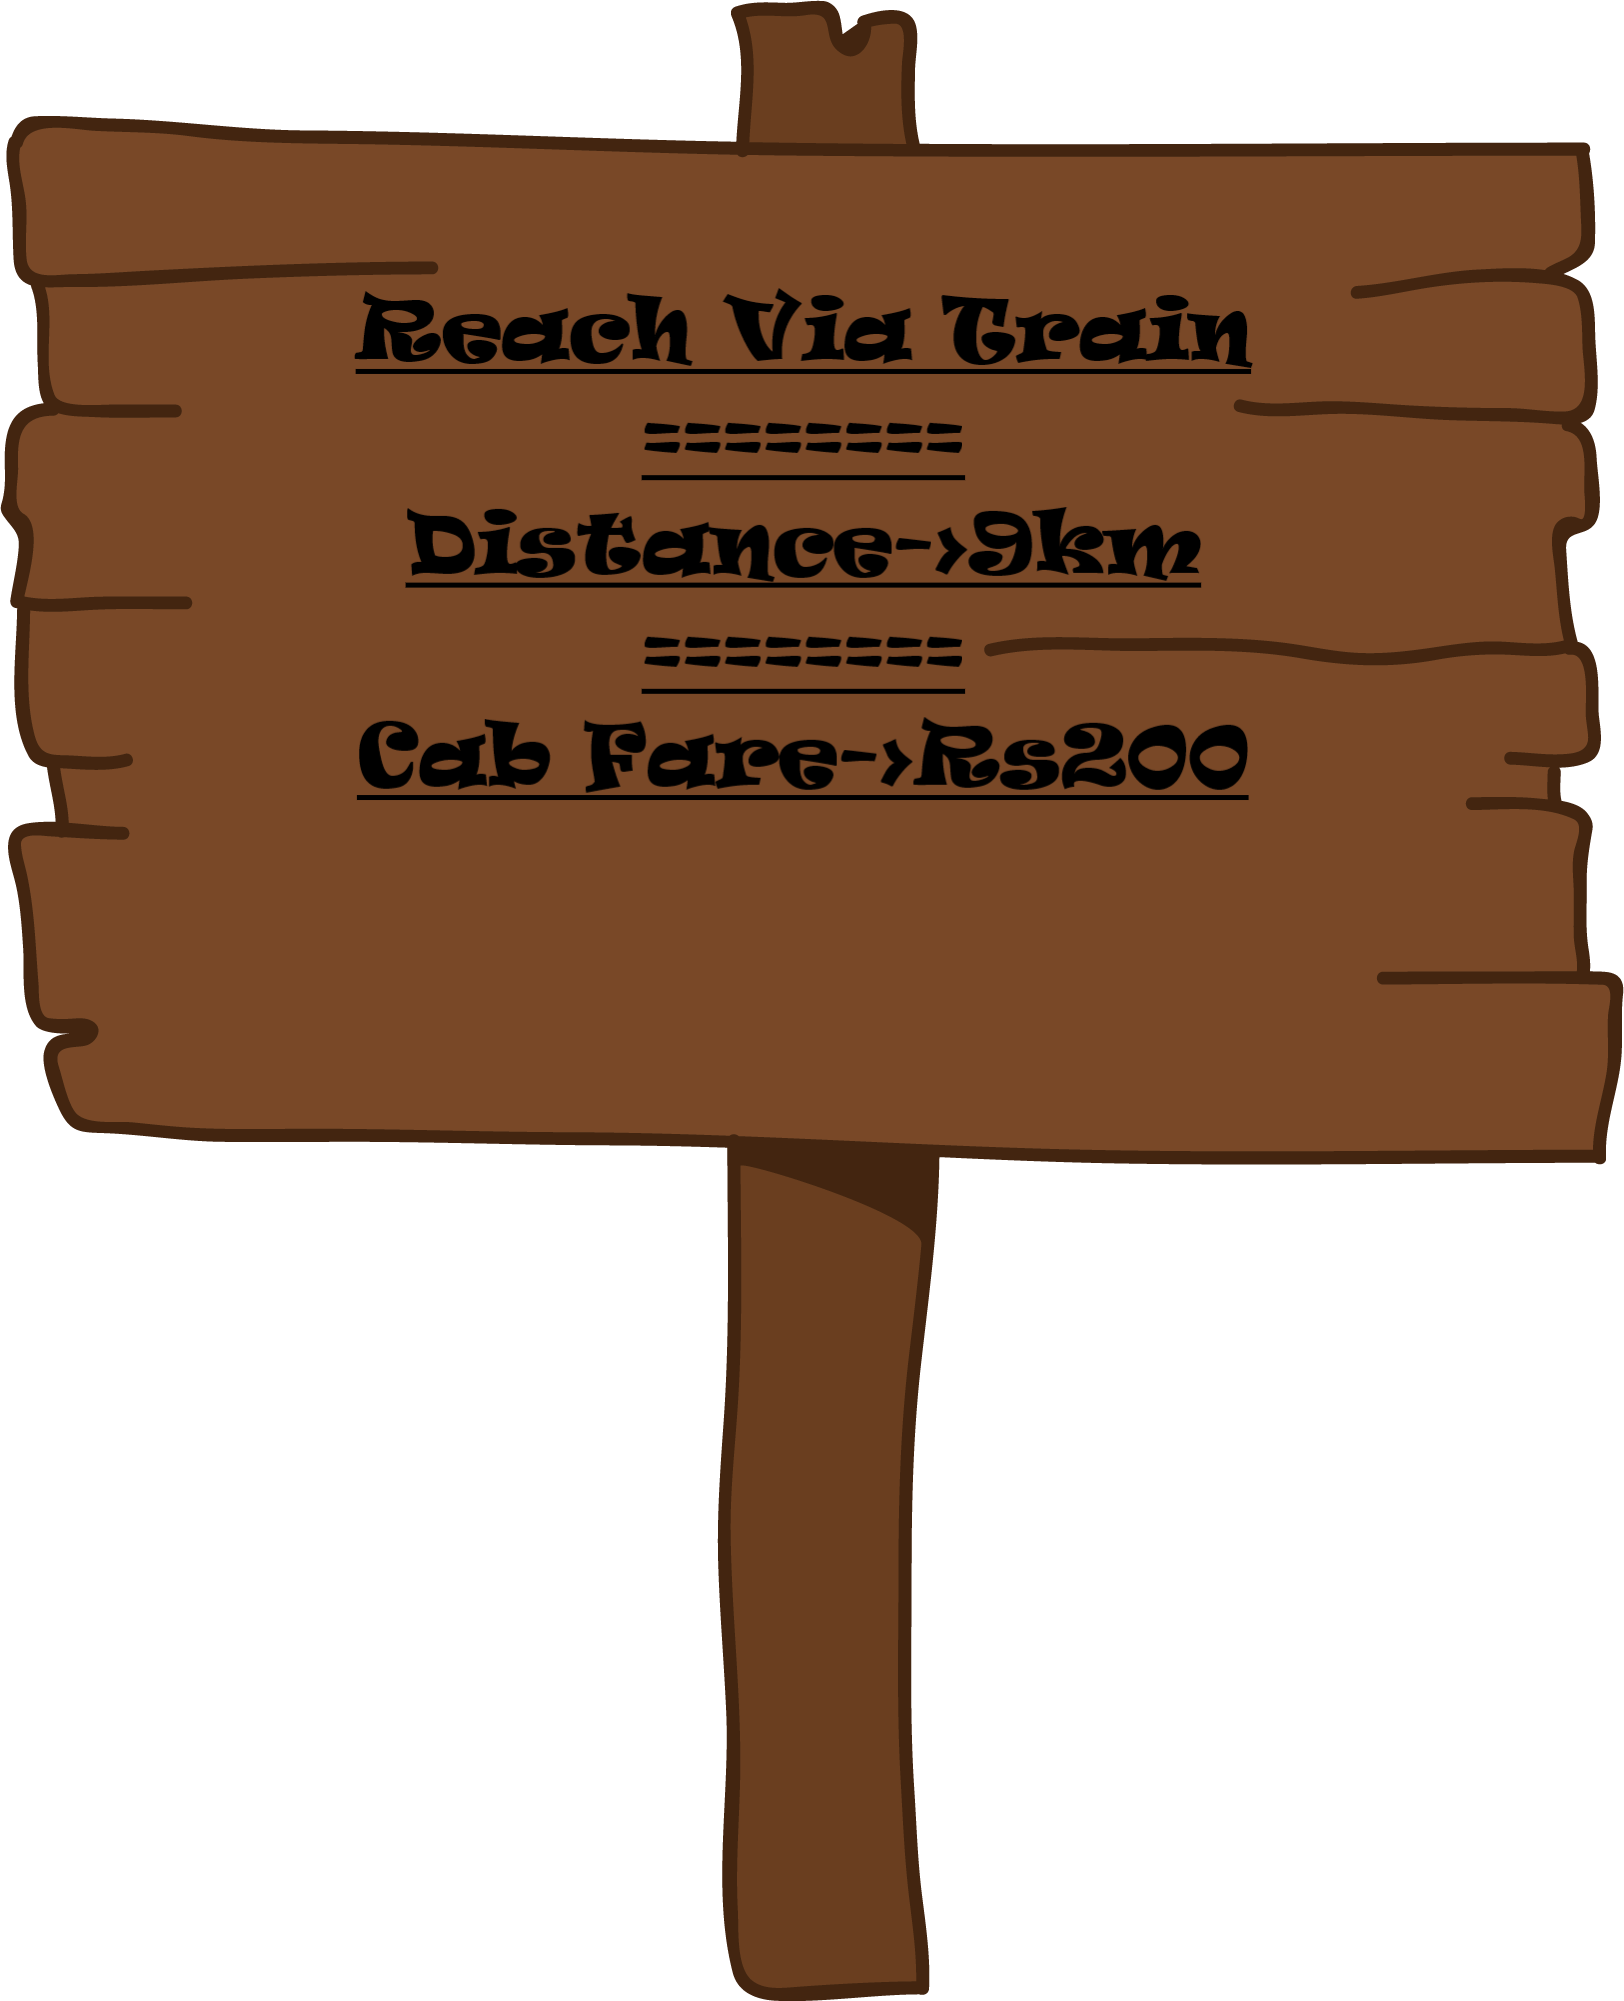 Reach Via Train
========
Distance->9km
========
Cab Fare->Rs200